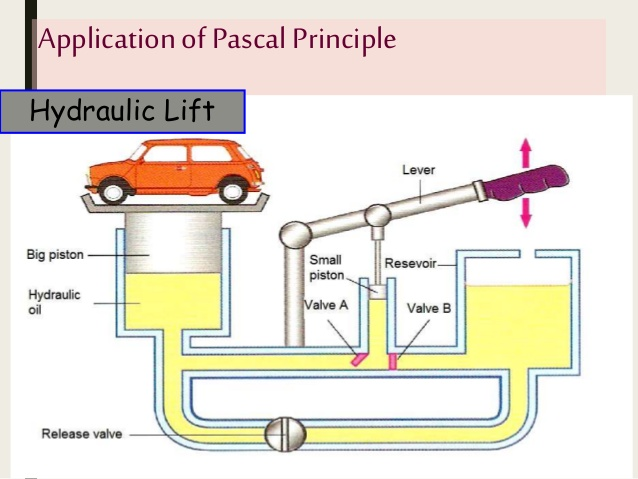 Application of Pascal Principle
Hydraulic Lift
Lever
Big piston
Small
piston
Resevoir
Hydraulic
oil
Valve A
Valve B
Release valve